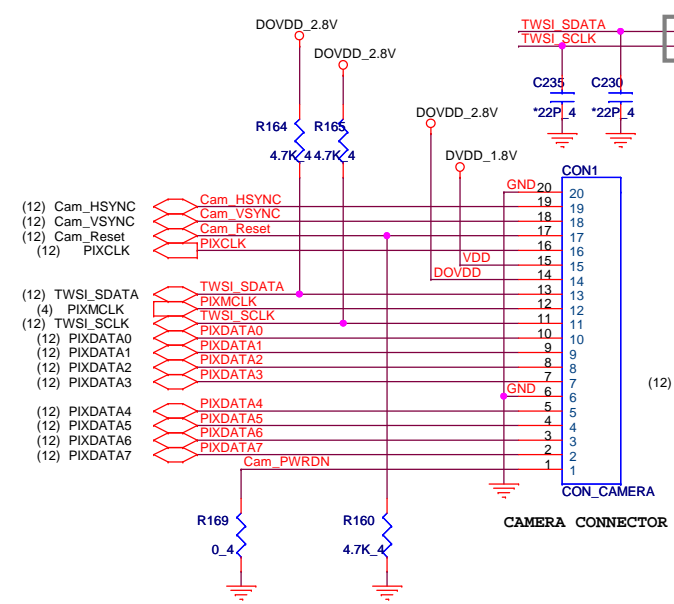 DOVDD_2.8V
DOVDD_2.8V
TWSI_SDATA
TWSI_SCLK
C235
*22P_4
C230
*22P_4
R164
4.7K_4
R165
4.7K_4
DOVDD_2.8V
DVDD_1.8V
CON1
GND 20 20
(12) Cam_HSYNC Cam_HSYNC 19 19
(12) Cam_VSYNC Cam_VSYNC 18 18
(12) Cam_Reset Cam_Reset 17 17
(12) PIXCLK PIXCLK 16 16
VDD 15 15
DOVDD 14 14
(12) TWSI_SDATA TWSI_SDATA 13 13
(4) PIXMCLK PIXMCLK 12 12
(12) TWSI_SCLK TWSI_SCLK 11 11
(12) PIXDATA0 PIXDATA0 10 10
(12) PIXDATA1 PIXDATA1 9 9
(12) PIXDATA2 PIXDATA2 8 8
(12) PIXDATA3 PIXDATA3 7 7
(12)
GND 6 6
(12) PIXDATA4 PIXDATA4 5 5
(12) PIXDATA5 PIXDATA5 4 4
(12) PIXDATA6 PIXDATA6 3 3
(12) PIXDATA7 PIXDATA7 2 2
Cam_PWRDN 1 1
CON_CAMERA
CAMERA CONNECTOR
R169
0_4
R160
4.7K_4